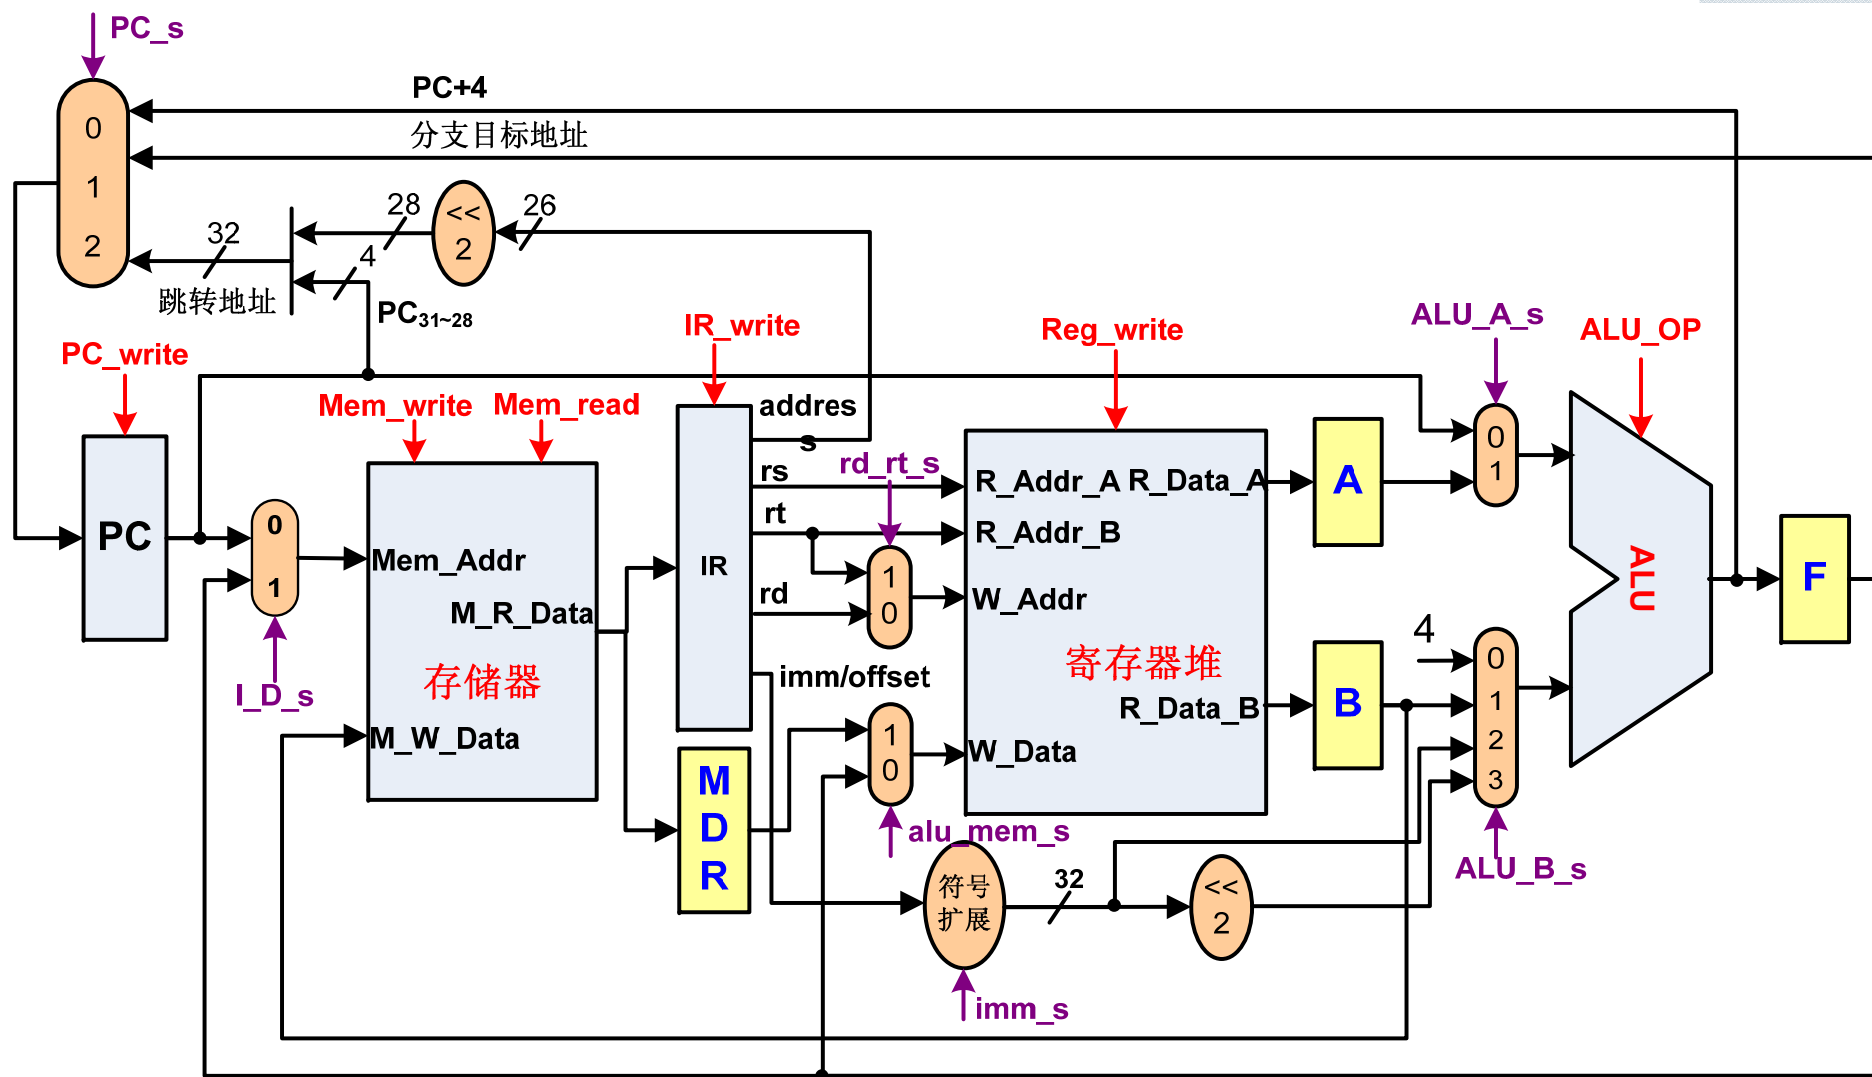 PC_s
PC+4
0
分支目标地址
1
2
28
<<
2
26
32
4
跳转地址
PC31~28
PC_write
Mem_write
Mem_read
IR_write
Reg_write
ALU_A_s
ALU_OP
address
rs
rd_rt_s
rt
rd
imm/offset
PC
0
1
I_D_s
Mem_Addr
M_R_Data
存储器
M_W_Data
IR
M
D
R
1
0
1
0
alu_mem_s
R_Addr_A
R_Data_A
R_Addr_B
W_Addr
寄存器堆
R_Data_B
W_Data
A
B
0
1
4
0
1
2
3
ALU_B_s
ALU
F
符号
扩展
imm_s
32
<<
2